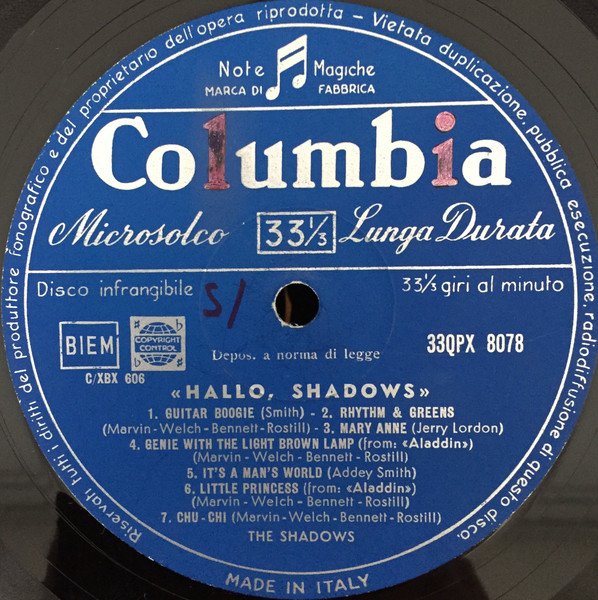 Riservati tutti i diritti del produttore fonografico e del proprietario dell'opera riprodotta - Vietata duplicazione, pubblica esecuzione, radiodiffusione di questo disco.
Note Magiche
MARCA DI FABBRICA
Columbia
Microsolco 33 1/3 Lunga Durata
Disco infrangibile S/ 33 1/3 giri al minuto
BIEM COPYRIGHT CONTROL
Depos. a norma di legge 33QPX 8078
C/XBX 606
«HALLO, SHADOWS»
1. GUITAR BOOGIE (Smith) - 2. RHYTHM & GREENS
(Marvin-Welch-Bennett-Rostill) - 3. MARY ANNE (Jerry Lordon)
4. GENIE WITH THE LIGHT BROWN LAMP (from: «Aladdin»)
(Marvin - Welch - Bennett - Rostill)
5. IT'S A MAN'S WORLD (Addey Smith)
6. LITTLE PRINCESS (from: «Aladdin»)
(Marvin - Welch - Bennett - Rostill)
7. CHU-CHI (Marvin-Welch-Bennett-Rostill)
THE SHADOWS
MADE IN ITALY